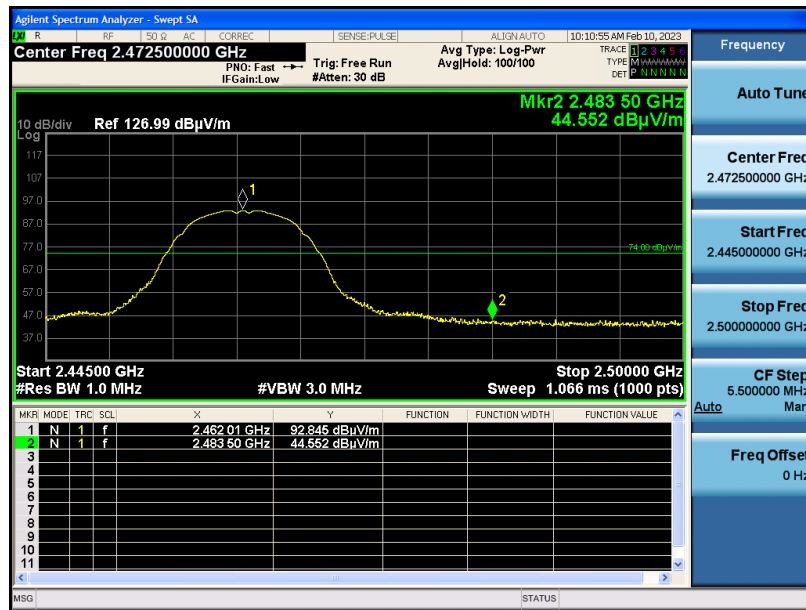 Agilent Spectrum Analyzer - Swept SA
LXI R RF 50 Ω AC CORREC SENSE:PULSE ALIGN AUTO 10:10:55 AM Feb 10, 2023
Center Freq 2.472500000 GHz
PNO: Fast
IFGain:Low
Trig: Free Run
#Atten: 30 dB
Avg Type: Log-Pwr
Avg|Hold: 100/100
TRACE 1 2 3 4 5 6
TYPE M
DET P N N N N N
Mkr2 2.483 50 GHz
44.552 dBµV/m
10 dB/div Ref 126.99 dBµV/m
Log
117
107
97.0
87.0
77.0
67.0
57.0
47.0
37.0
1
74.00 dBµV/m
2
Start 2.44500 GHz Stop 2.50000 GHz
#Res BW 1.0 MHz #VBW 3.0 MHz Sweep 1.066 ms (1000 pts)
MKR MODE TRC SCL X Y FUNCTION FUNCTION WIDTH FUNCTION VALUE
1 N 1 f 2.462 01 GHz 92.845 dBµV/m
2 N 1 f 2.483 50 GHz 44.552 dBµV/m
3
4
5
6
7
8
9
10
11
MSG STATUS
Frequency
Auto Tune
Center Freq
2.472500000 GHz
Start Freq
2.445000000 GHz
Stop Freq
2.500000000 GHz
CF Step
5.500000 MHz
Auto Man
Freq Offset
0 Hz